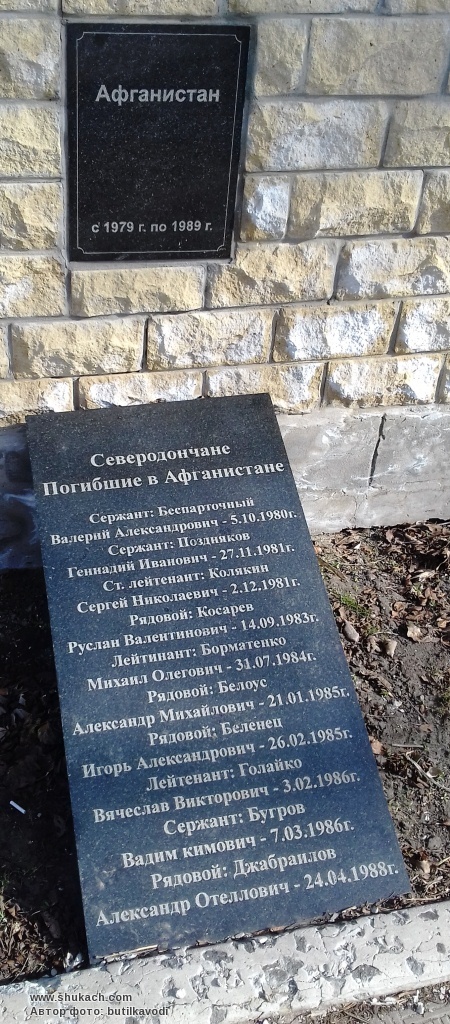 Афганистан
с 1979 г. по 1989 г.
Северодончане
Погибшие в Афганистане
Сержант: Беспарточный
Валерий Александрович - 5.10.1980г.
Сержант: Поздняков
Геннадий Иванович - 27.11.1981г.
Ст. лейтенант: Колякин
Сергей Николаевич - 2.12.1981г.
Рядовой: Косарев
Руслан Валентинович - 14.09.1983г.
Лейтинант: Борматенко
Михаил Олегович - 31.07.1984г.
Рядовой: Белоус
Александр Михайлович - 21.01.1985г.
Рядовой: Беленец
Игорь Александрович - 26.02.1985г.
Лейтенант: Голайко
Вячеслав Викторович - 3.02.1986г.
Сержант: Бугров
Вадим кимович - 7.03.1986г.
Рядовой: Джабраилов
Александр Отеллович - 24.04.1988г.
www.shukach.com
Автор фото: butilkavodi